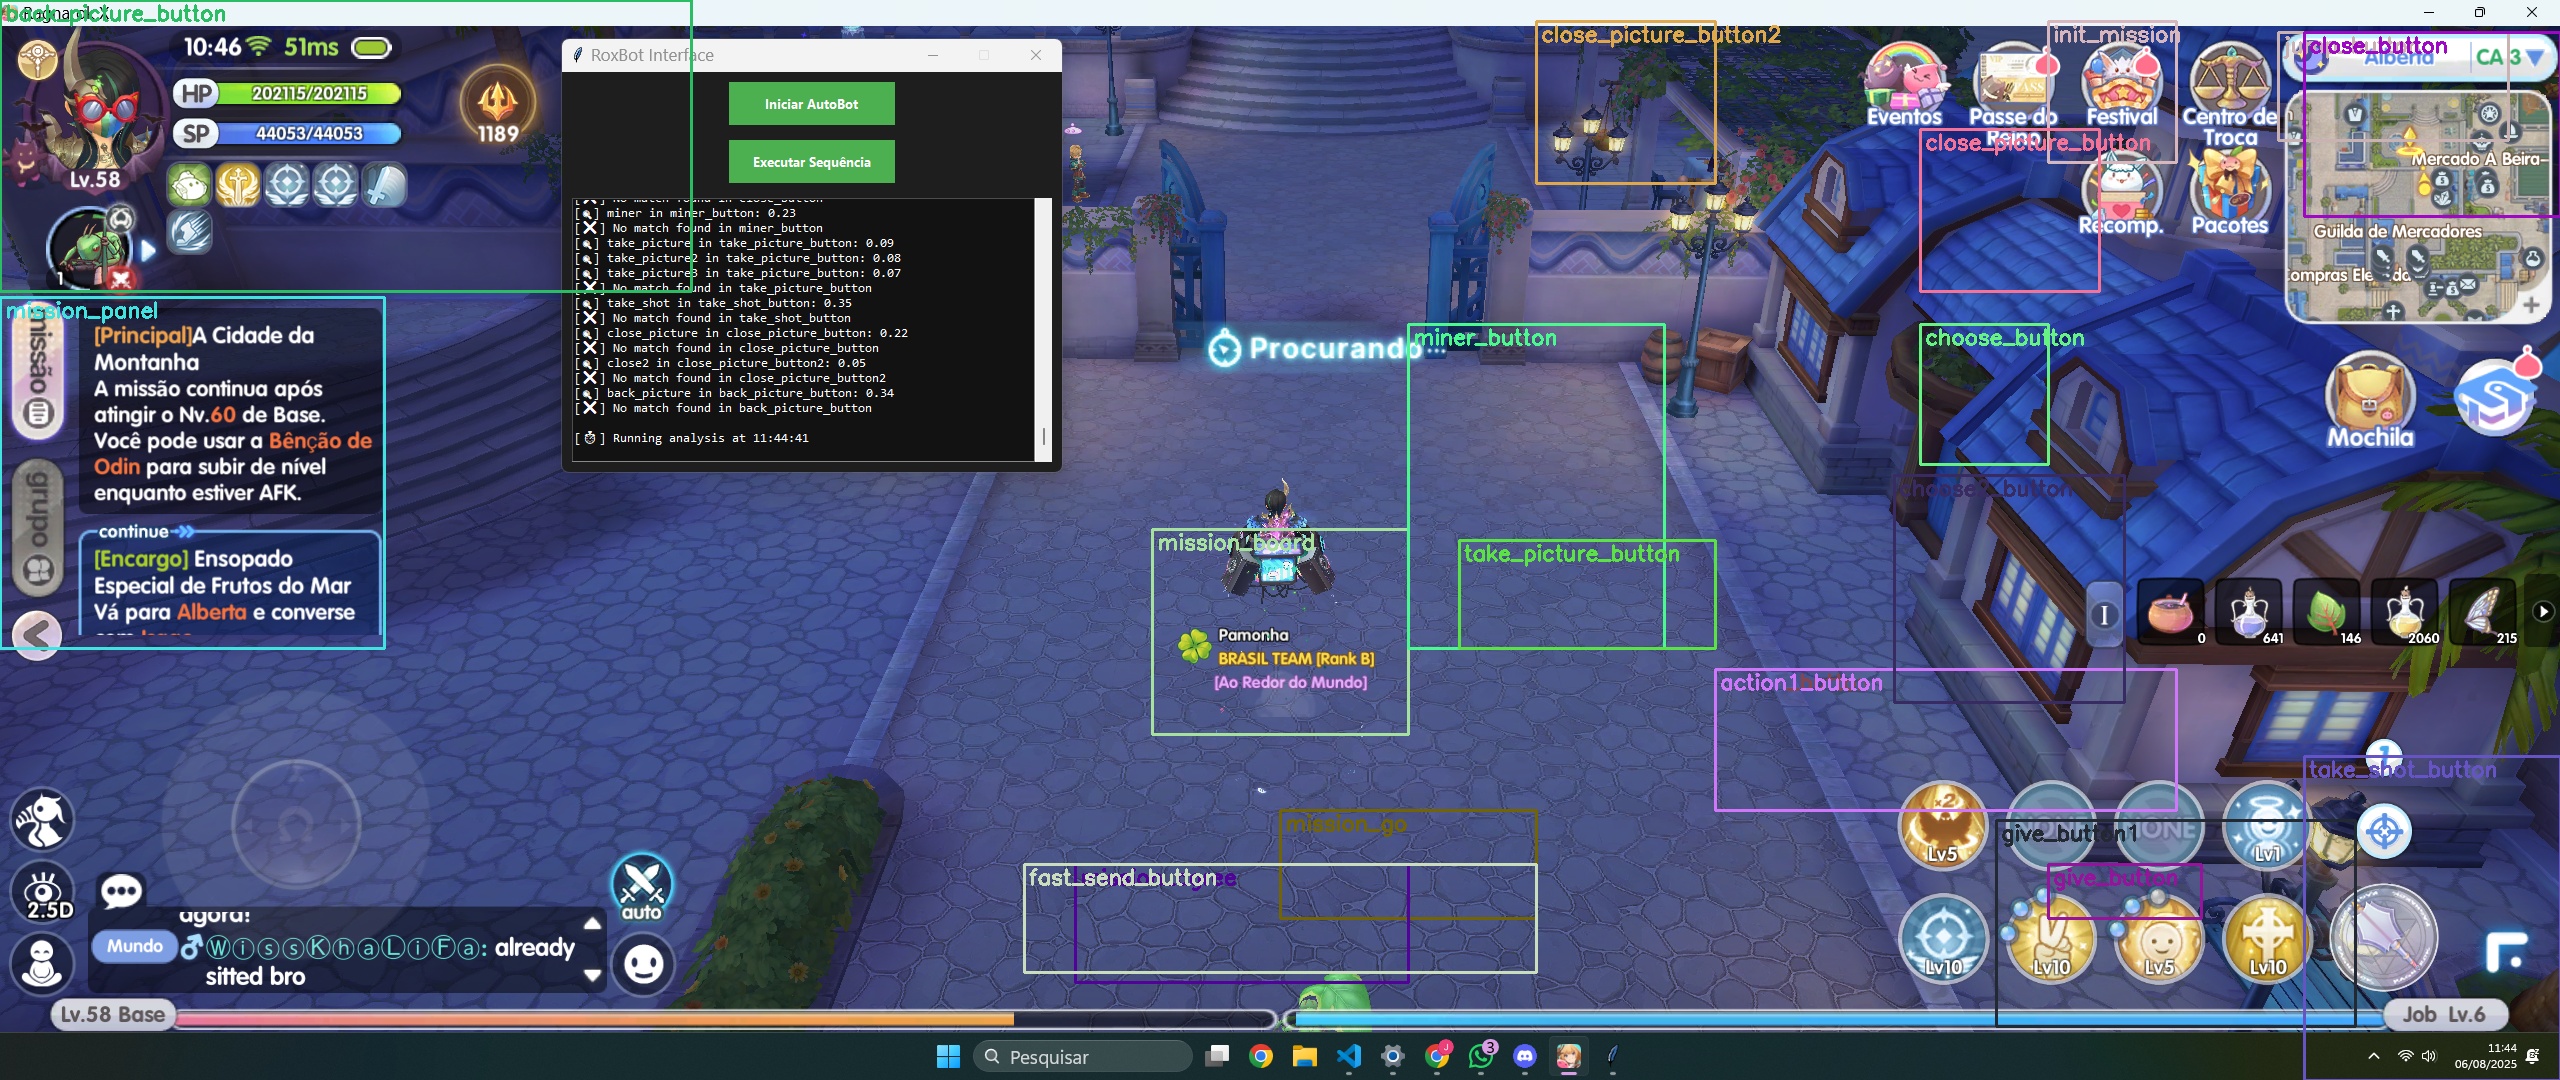 Ragnarok X
back_picture_button
10:46 51ms
HP 202115/202115
SP 44053/44053
1189
Lv.58
1
RoxBot Interface
Iniciar AutoBot
Executar Sequência
No match found in close_button
miner in miner_button: 0.23
No match found in miner_button
take_picture in take_picture_button: 0.09
take_picture2 in take_picture_button: 0.08
take_picture3 in take_picture_button: 0.07
No match found in take_picture_button
take_shot in take_shot_button: 0.35
No match found in take_shot_button
close_picture in close_picture_button: 0.22
No match found in close_picture_button
close2 in close_picture_button2: 0.05
No match found in close_picture_button2
back_picture in back_picture_button: 0.34
No match found in back_picture_button
Running analysis at 11:44:41
close_picture_button2
init_mission
close_button
Alberta CA 3
Eventos
Passe do Reino
Festival
Centro de Troca
close_picture_button
Recomp.
Pacotes
Mercado A Beira-
Guilda de Mercadores
mission_panel
missão
[Principal]A Cidade da
Montanha
A missão continua após
atingir o Nv.60 de Base.
Você pode usar a Bênção de
Odin para subir de nível
enquanto estiver AFK.
grupo
continue
[Encargo] Ensopado
Especial de Frutos do Mar
Vá para Alberta e converse
Procurando...
miner_button
choose_button
Mochila
mission_board
take_picture_button
Pamonha
BRASIL TEAM [Rank B]
[Ao Redor do Mundo]
I
0
641
146
2060
215
action1_button
take_shot_button
mission_go
fast_send_button
give_button1
give_button
Lv5
Lv1
Lv10
Lv10
Lv5
Lv10
2.5D
auto
agora!
Mundo ⓌⓘⓢⓢⓀⓗⓐⓁⓘⒻⓐ: already
sitted bro
Lv.58 Base
Job Lv.6
Pesquisar
3
11:44
06/08/2025